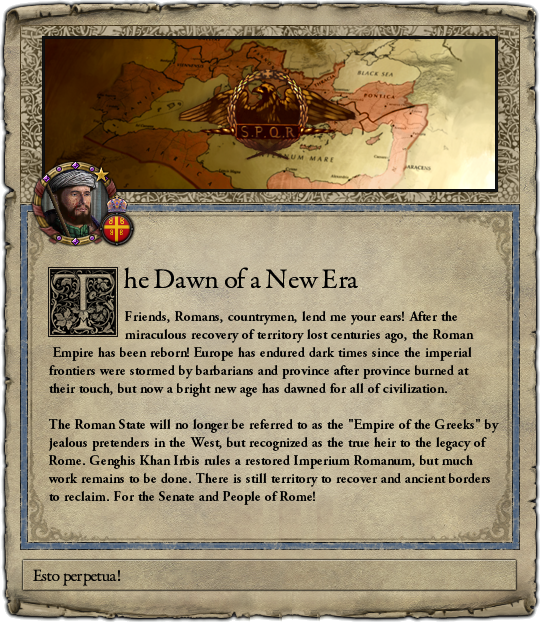 BLACK SEA
PONTICA
S.P.Q.R
NUM MARE
SARACENS
The Dawn of a New Era
Friends, Romans, countrymen, lend me your ears! After the
miraculous recovery of territory lost centuries ago, the Roman
Empire has been reborn! Europe has endured dark times since the imperial
frontiers were stormed by barbarians and province after province burned at
their touch, but now a bright new age has dawned for all of civilization.
The Roman State will no longer be referred to as the "Empire of the Greeks" by
jealous pretenders in the West, but recognized as the true heir to the legacy of
Rome. Genghis Khan Irbis rules a restored Imperium Romanum, but much
work remains to be done. There is still territory to recover and ancient borders
to reclaim. For the Senate and People of Rome!
Esto perpetua!